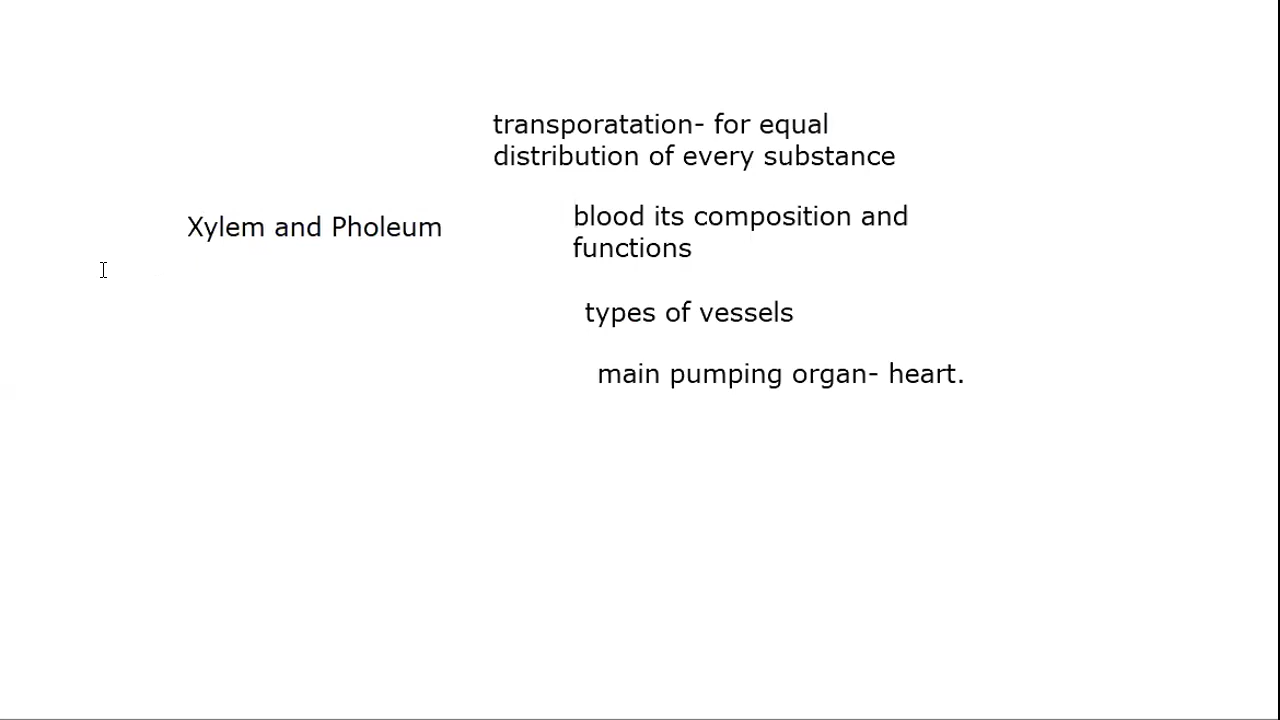 transporatation- for equal
distribution of every substance
Xylem and Pholeum
blood its composition and
functions
types of vessels
main pumping organ- heart.